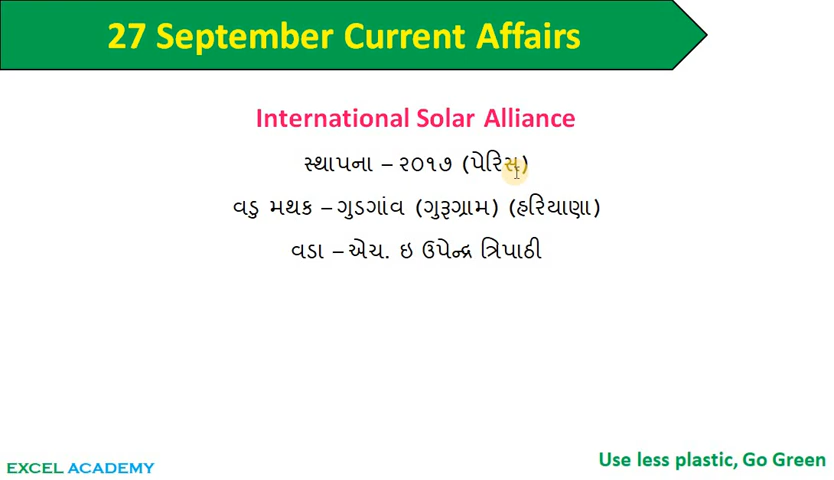 27 September Current Affairs
International Solar Alliance
સ્થાપના – ૨૦૧૭ (પેરિસ)
વડુ મથક – ગુડગાંવ (ગુરૂગ્રામ) (હરિયાણા)
વડા – એચ. ઇ ઉપેન્દ્ર ત્રિપાઠી
EXCEL ACADEMY
Use less plastic, Go Green